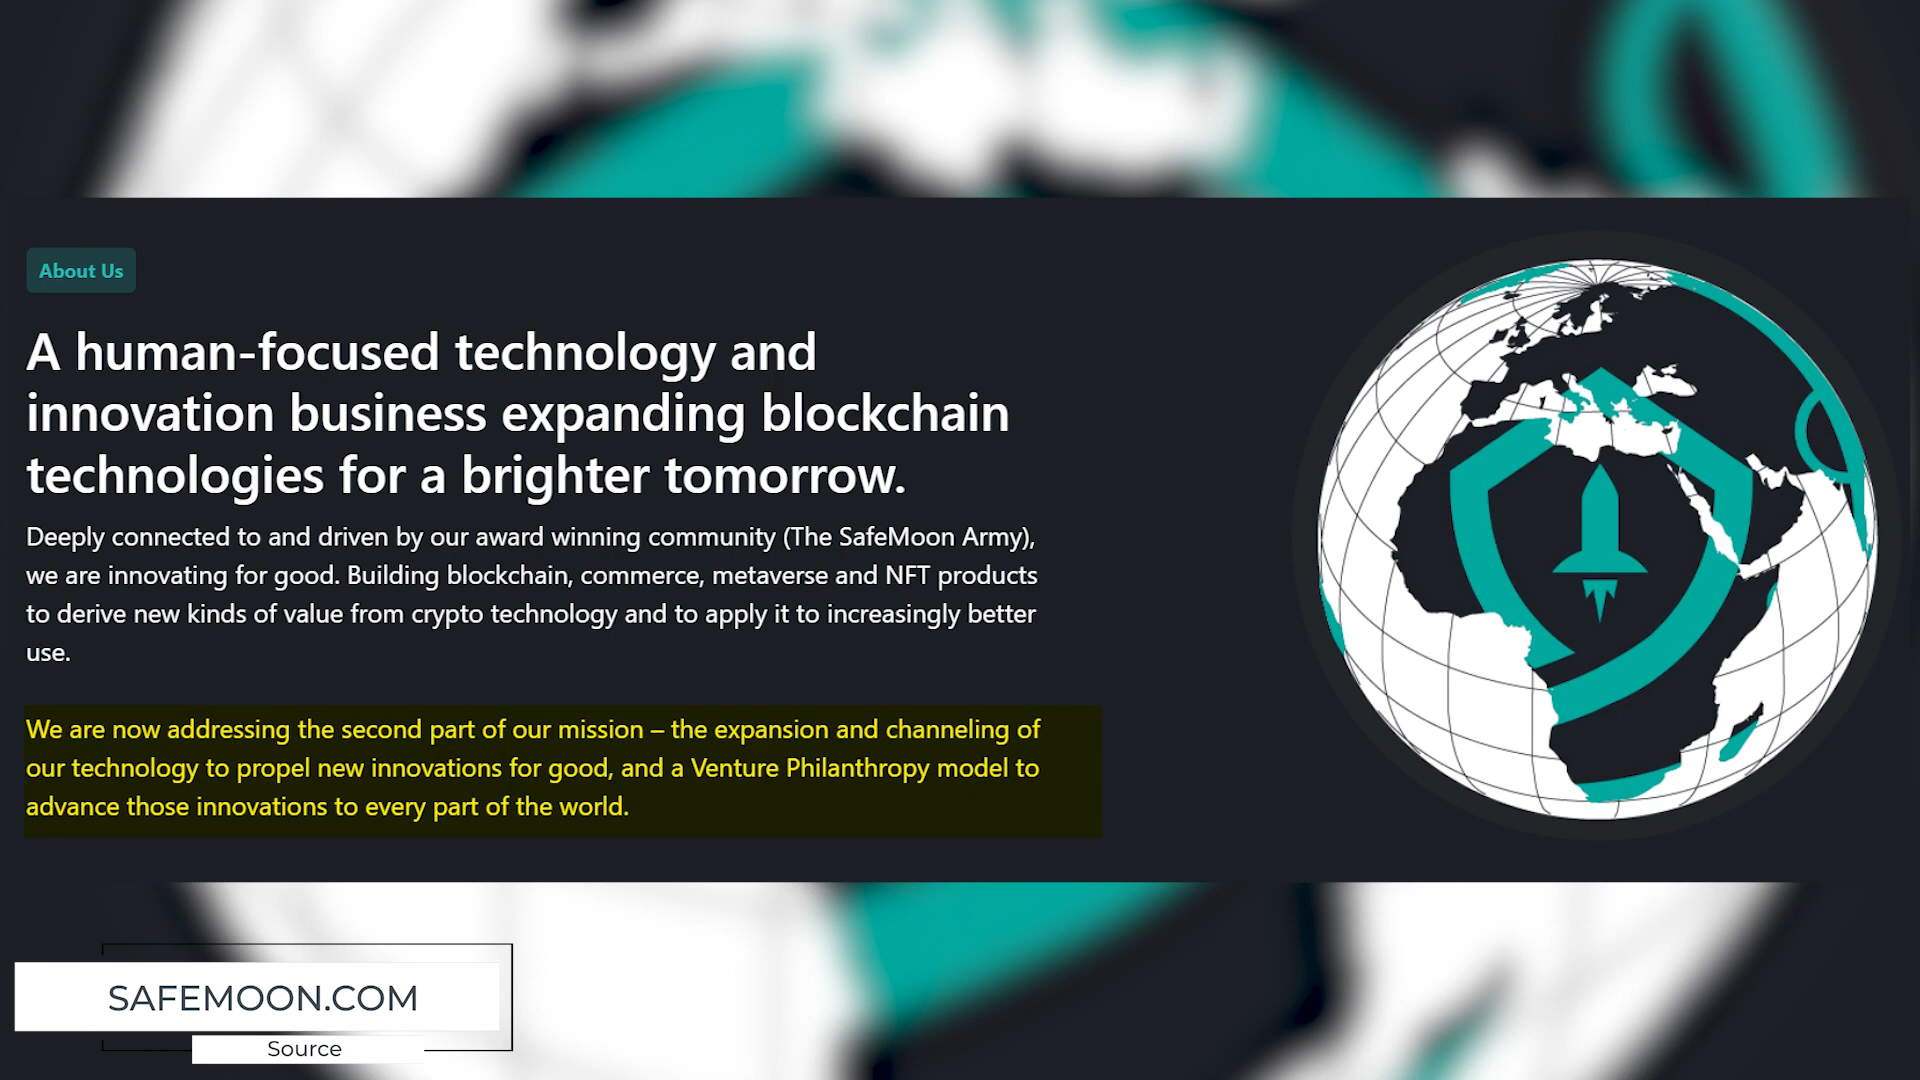 About Us
A human-focused technology and
innovation business expanding blockchain
technologies for a brighter tomorrow.
Deeply connected to and driven by our award winning community (The SafeMoon Army),
we are innovating for good. Building blockchain, commerce, metaverse and NFT products
to derive new kinds of value from crypto technology and to apply it to increasingly better
use.
We are now addressing the second part of our mission – the expansion and channeling of
our technology to propel new innovations for good, and a Venture Philanthropy model to
advance those innovations to every part of the world.
SAFEMOON.COM
Source